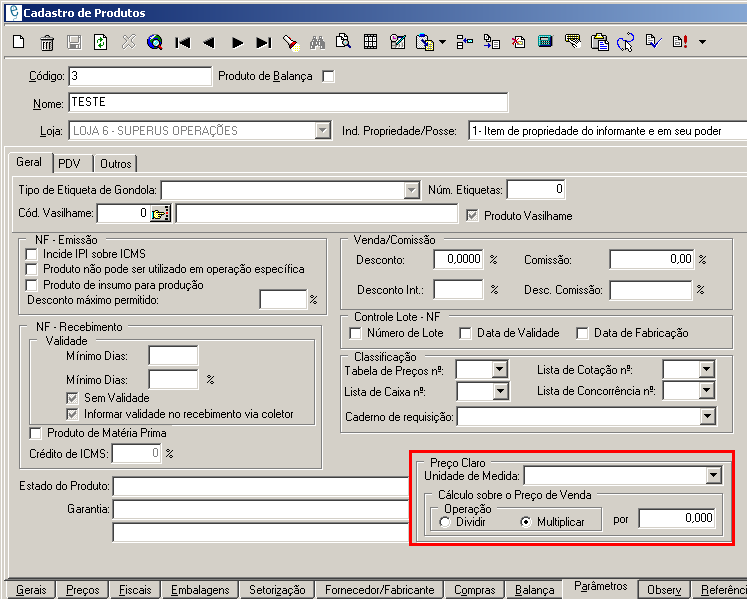 Cadastro de Produtos
Código: 3 Produto de Balança
Nome: TESTE
Loja: LOJA 6 - SUPERUS OPERAÇÕES Ind. Propriedade/Posse: 1- Item de propriedade do informante e em seu poder
Geral PDV Outros
Tipo de Etiqueta de Gondola: Núm. Etiquetas: 0
Cód. Vasilhame: 0 Produto Vasilhame
NF - Emissão
Incide IPI sobre ICMS
Produto não pode ser utilizado em operação específica
Produto de insumo para produção
Desconto máximo permitido: %
Venda/Comissão
Desconto: 0,0000 % Comissão: 0,00 %
Desconto Int.: % Desc. Comissão: %
Controle Lote - NF
Número de Lote Data de Validade Data de Fabricação
NF - Recebimento
Validade
Mínimo Dias:
Mínimo Dias: %
Sem Validade
Informar validade no recebimento via coletor
Produto de Matéria Prima
Crédito de ICMS: 0 %
Classificação
Tabela de Preços nº: Lista de Cotação nº:
Lista de Caixa nº: Lista de Concorrência nº:
Caderno de requisição:
Estado do Produto:
Garantia:
Preço Claro
Unidade de Medida:
Cálculo sobre o Preço de Venda
Operação
Dividir Multiplicar por 0,000
Gerais Preços Fiscais Embalagens Setorização Fornecedor/Fabricante Compras Balança Parâmetros Observ Referênci